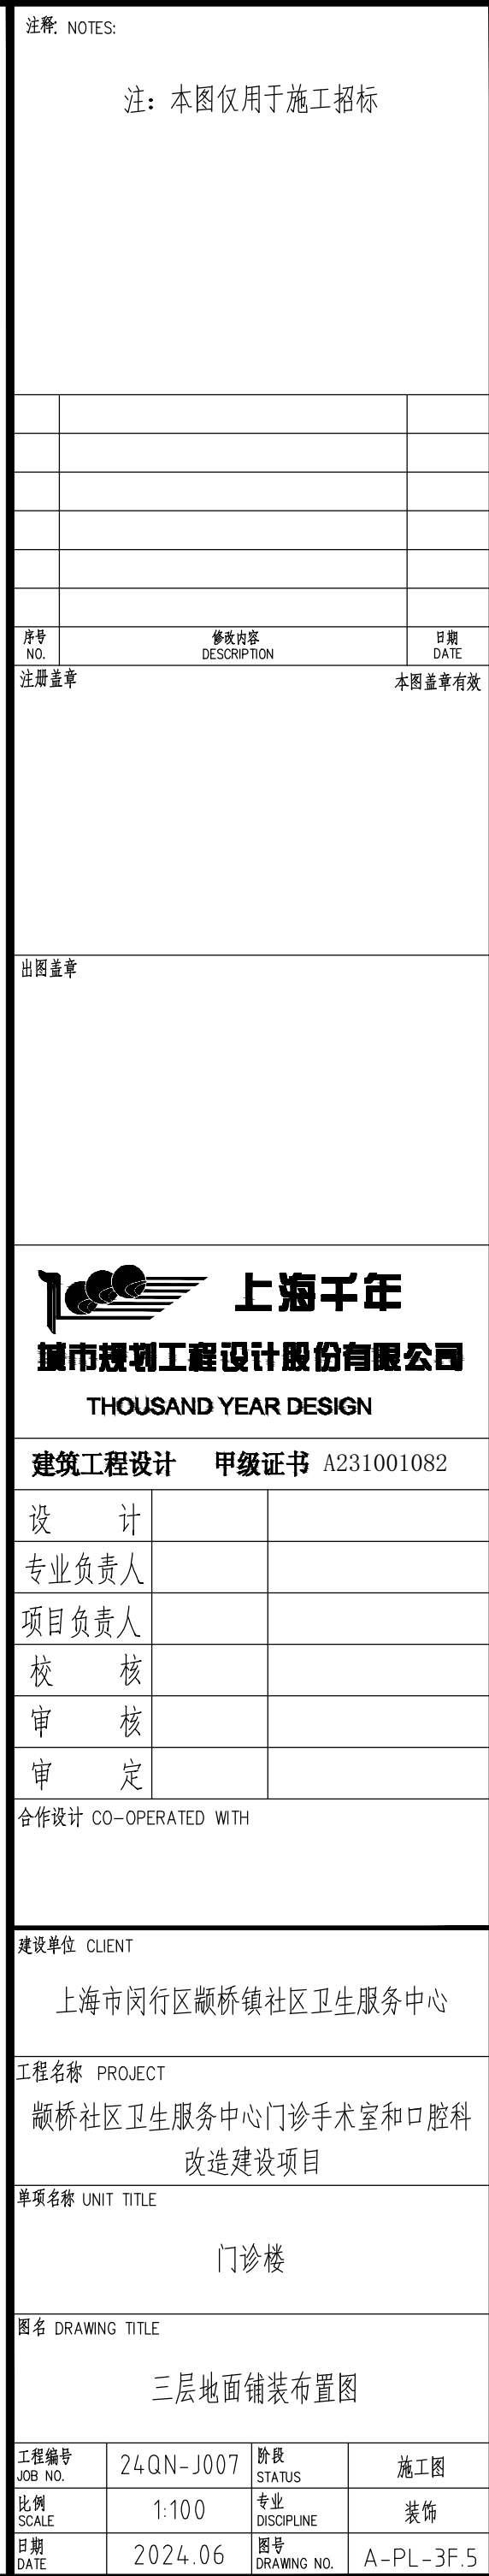 注释: NOTES:
注：本图仅用于施工招标
序号 修改内容 日期
NO. DESCRIPTION DATE
注册盖章 本图盖章有效
出图盖章
上海千年
城市规划工程设计股份有限公司
THOUSAND YEAR DESIGN
建筑工程设计 甲级证书 A231001082
设 计
专业负责人
项目负责人
校 核
审 核
审 定
合作设计 CO-OPERATED WITH
建设单位 CLIENT
上海市闵行区颛桥镇社区卫生服务中心
工程名称 PROJECT
颛桥社区卫生服务中心门诊手术室和口腔科
改造建设项目
单项名称 UNIT TITLE
门诊楼
图名 DRAWING TITLE
三层地面铺装布置图
工程编号 24QN-J007 阶段 施工图
JOB NO. STATUS
比例 1:100 专业 装饰
SCALE DISCIPLINE
日期 2024.06 图号 A-PL-3F.5
DATE DRAWING NO.